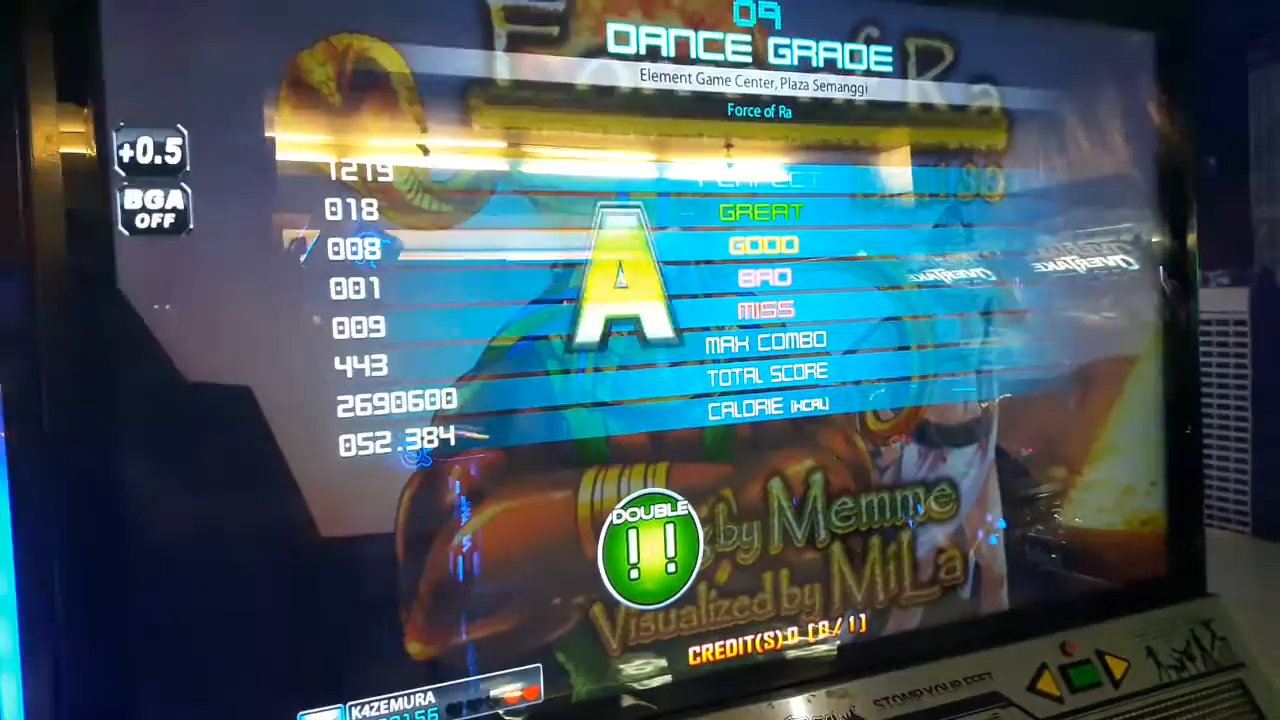 09
DANCE GRADE
Element Game Center, Plaza Semanggi
Force of Ra
+0.5
BGA
OFF
1219 PERFECT
018 GREAT
008 GOOD
001 BAD
009 MISS
443 MAX COMBO
2690600 TOTAL SCORE
052.384 CALORIE [KCAL]
A
DOUBLE
!!
by Memme
Visualized by MiLa
CREDIT(S) 0 [0/1]
K4ZEMURA
STOMP YOUR FEET